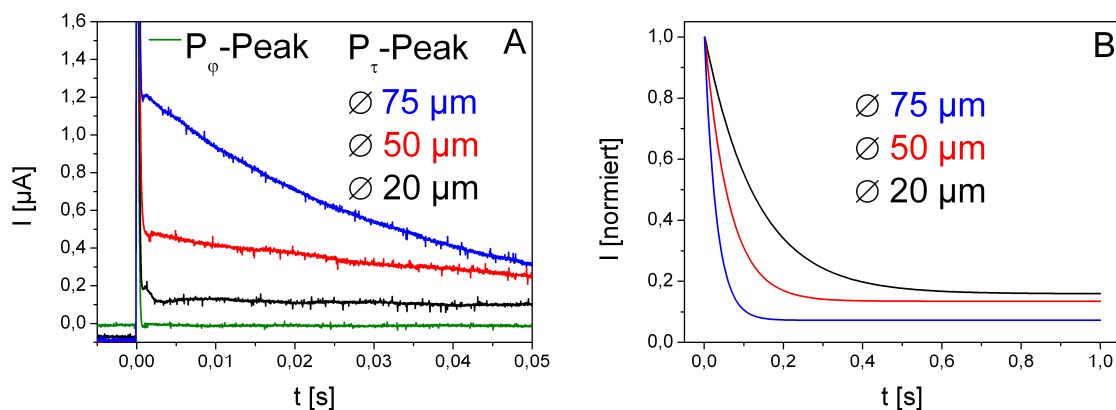 A
P_φ-Peak P_τ-Peak
∅ 75 µm
∅ 50 µm
∅ 20 µm
I [µA]
1,6
1,4
1,2
1,0
0,8
0,6
0,4
0,2
0,0
0,00 0,01 0,02 0,03 0,04 0,05
t [s]
B
∅ 75 µm
∅ 50 µm
∅ 20 µm
I [normiert]
1,0
0,8
0,6
0,4
0,2
1,0
0,0 0,2 0,4 0,6 0,8 1,0
t [s]